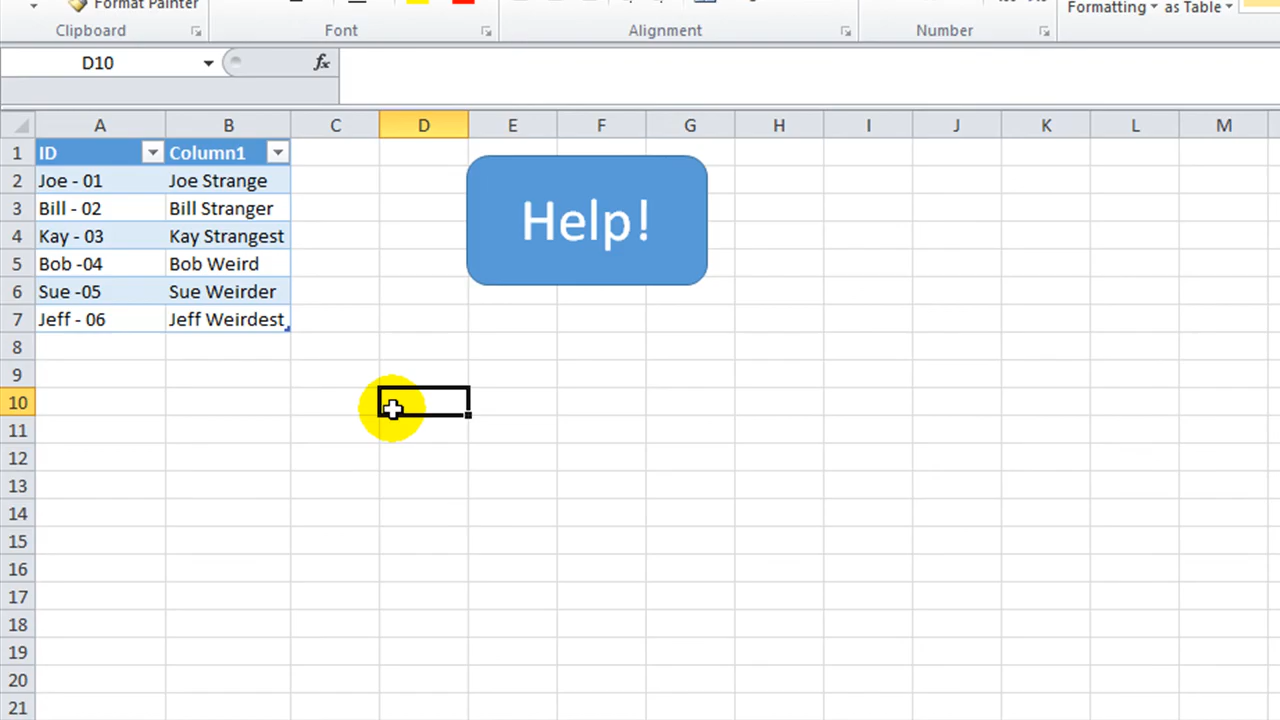 Format Painter
Formatting as Table
Clipboard Font Alignment Number
D10 fx
A B C D E F G H I J K L M
1 ID Column1
2 Joe - 01 Joe Strange
3 Bill - 02 Bill Stranger
4 Kay - 03 Kay Strangest
5 Bob -04 Bob Weird
6 Sue -05 Sue Weirder
7 Jeff - 06 Jeff Weirdest
Help!
8
9
10
11
12
13
14
15
16
17
18
19
20
21